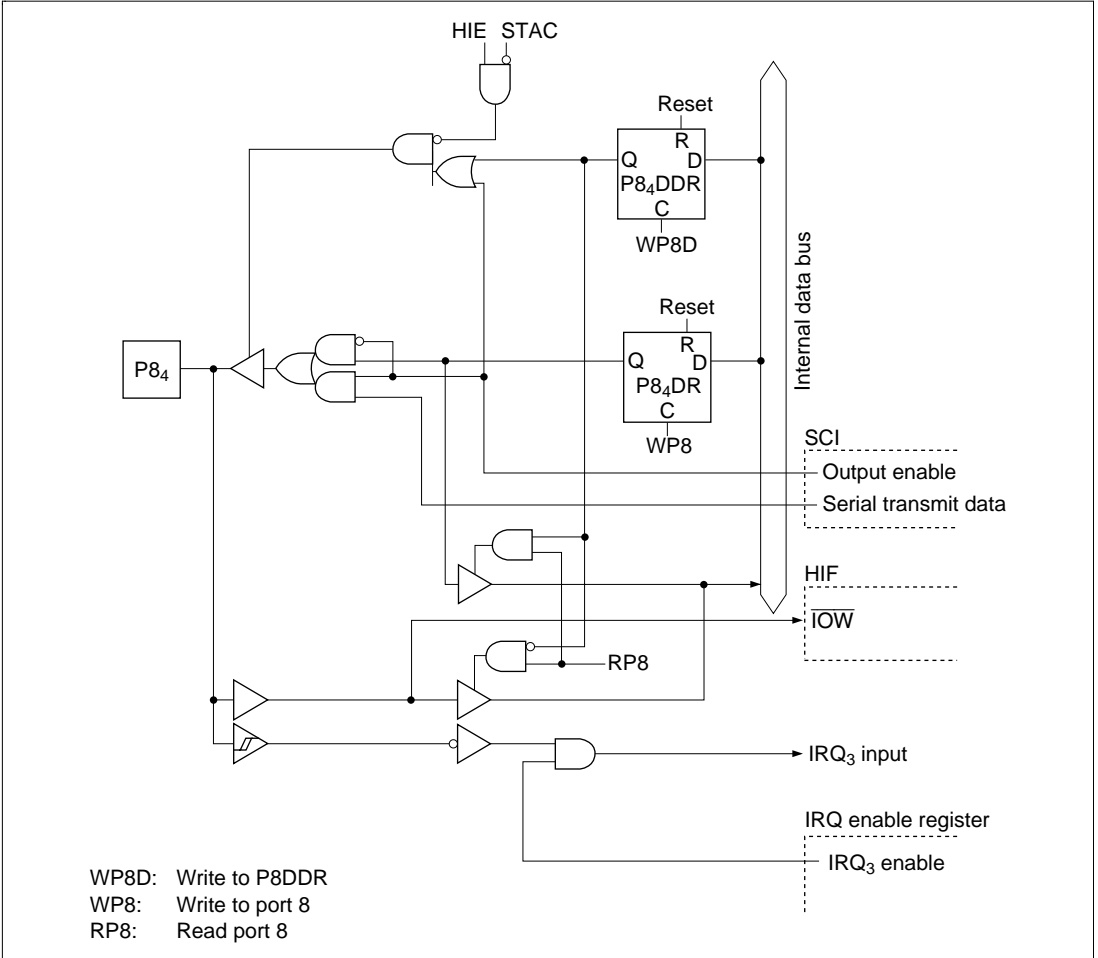 HIE STAC
Reset
R
Q D
P84DDR
C
WP8D
Internal data bus
Reset
R
Q D
P84DR
C
WP8
P84
SCI
Output enable
Serial transmit data
HIF
IOW
RP8
IRQ3 input
IRQ enable register
IRQ3 enable
WP8D: Write to P8DDR
WP8: Write to port 8
RP8: Read port 8